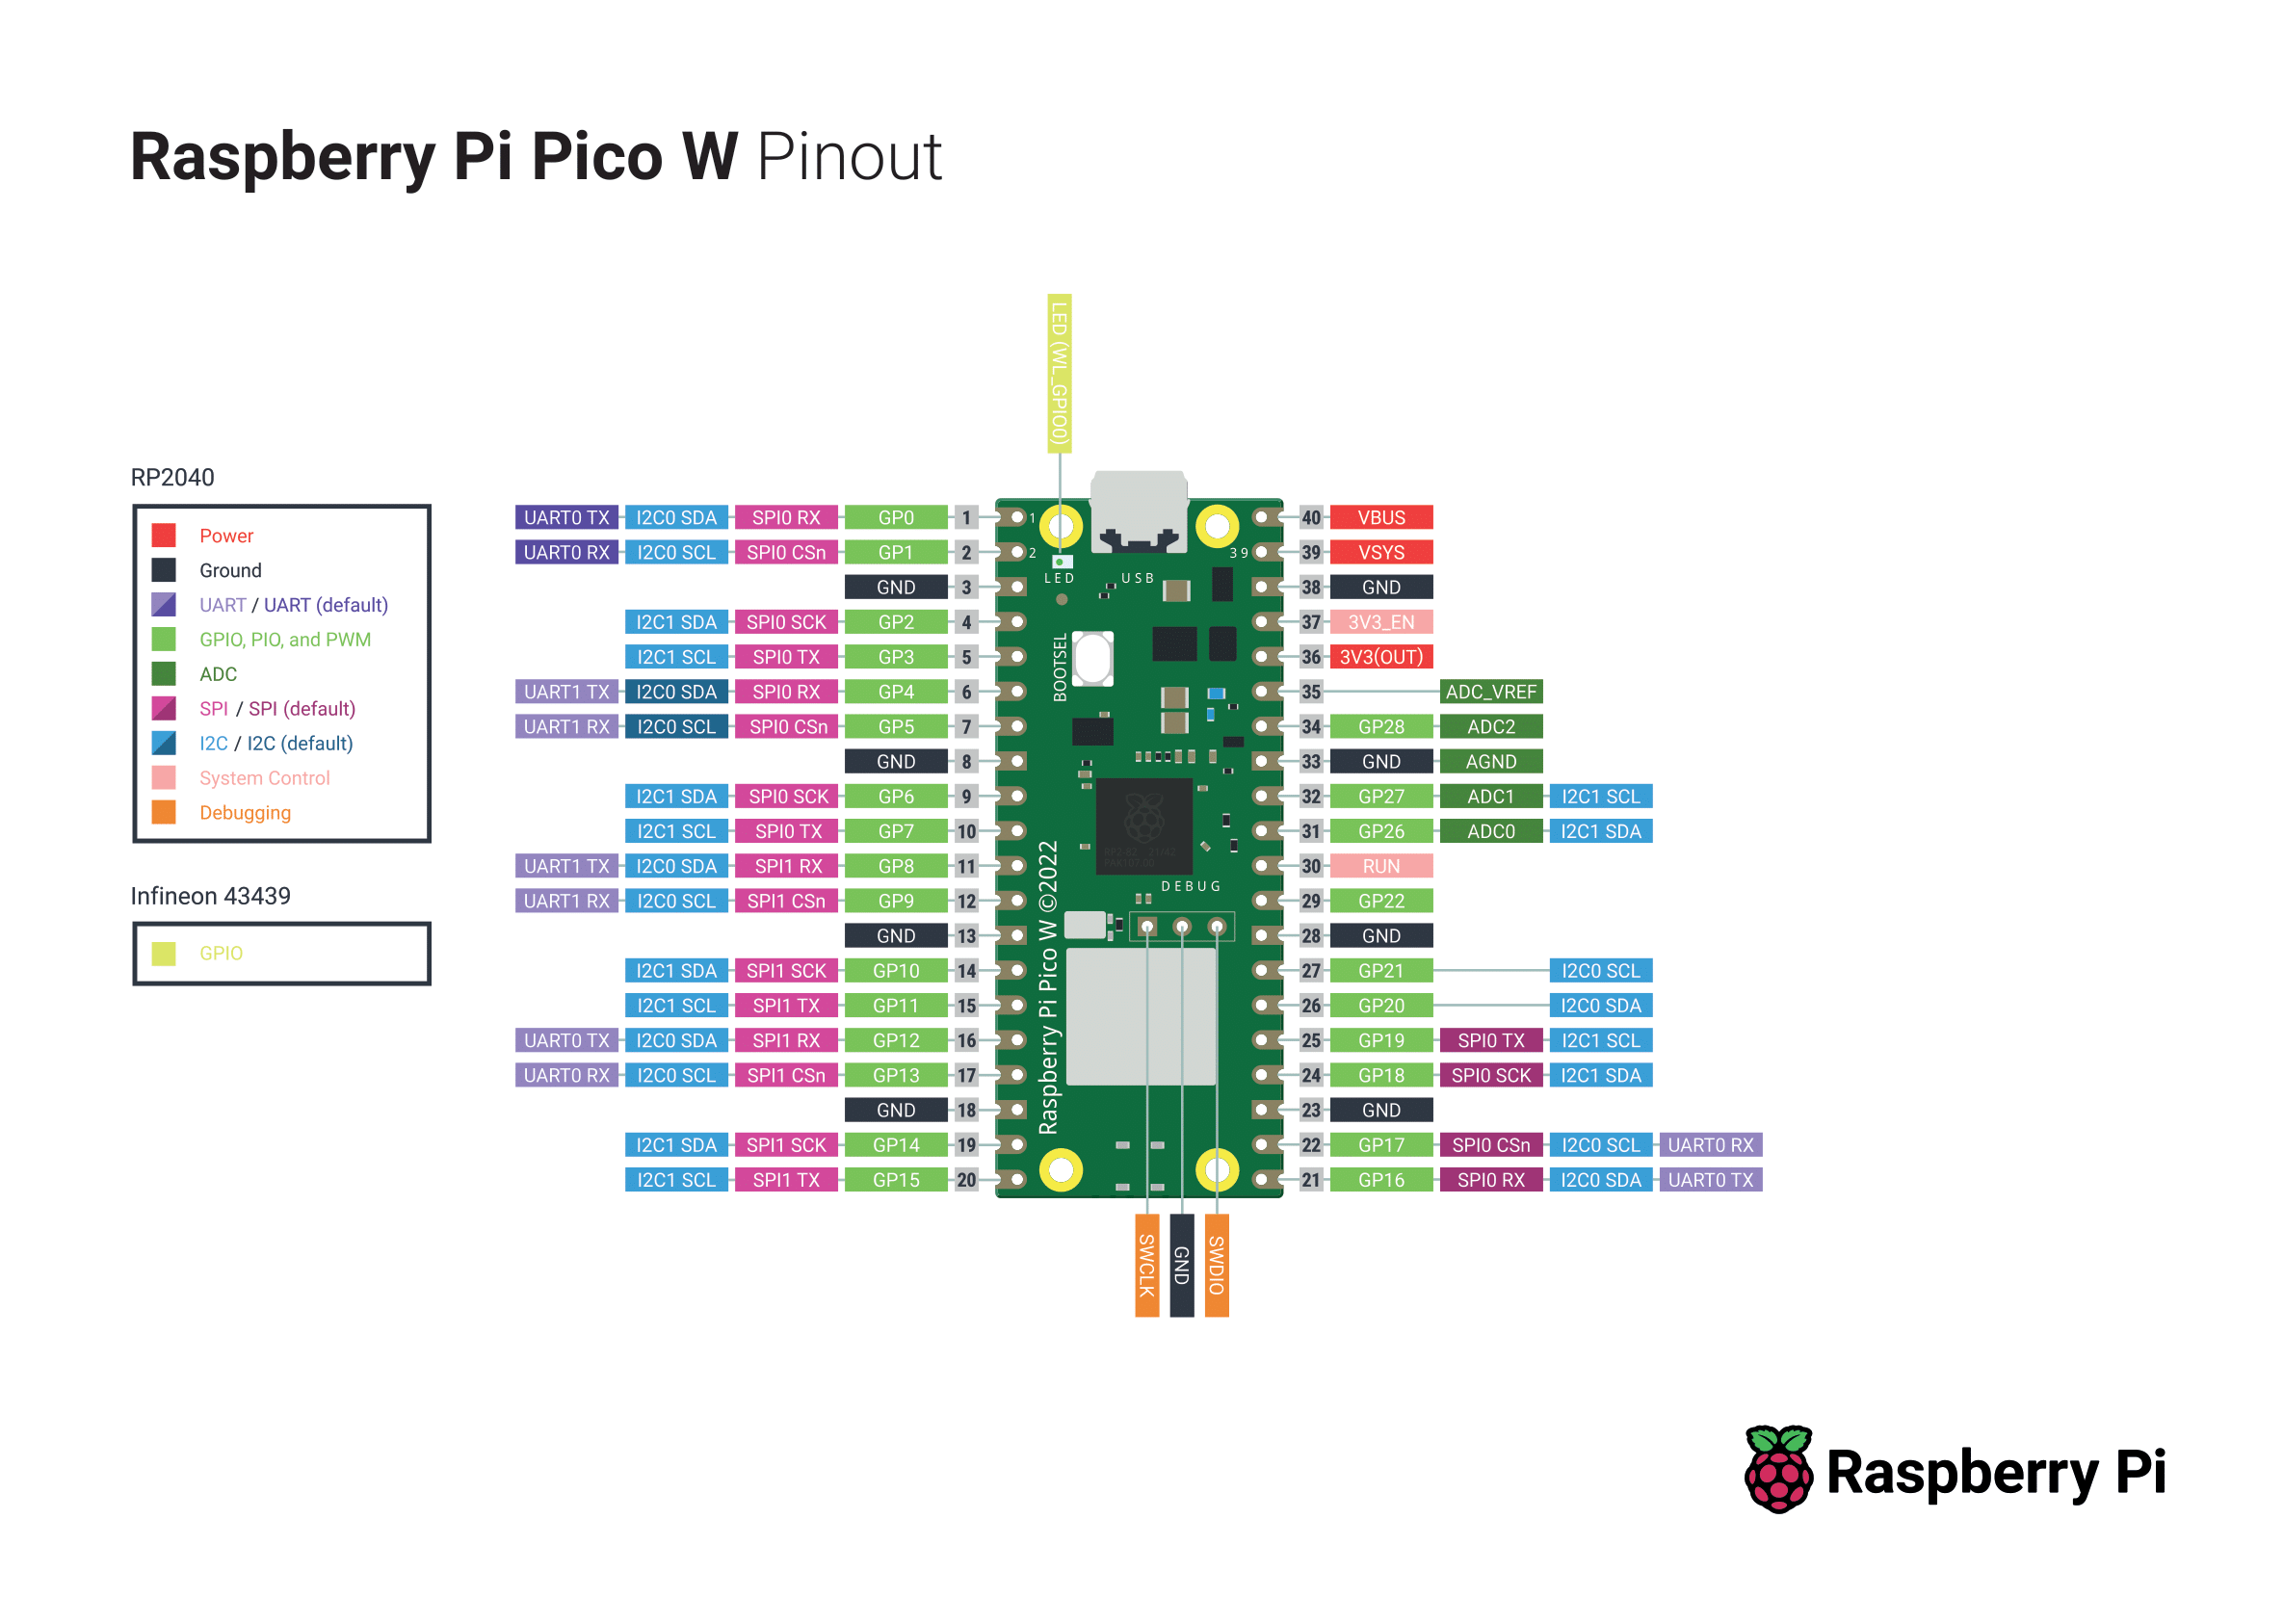 Raspberry Pi Pico W Pinout
LED (WL_GPIO0)
RP2040
Power
Ground
UART / UART (default)
GPIO, PIO, and PWM
ADC
SPI / SPI (default)
I2C / I2C (default)
System Control
Debugging
Infineon 43439
GPIO
UART0 TX I2C0 SDA SPI0 RX GP0 1 1 40 VBUS
UART0 RX I2C0 SCL SPI0 CSn GP1 2 2 39 39 VSYS
LED USB
GND 3 38 GND
I2C1 SDA SPI0 SCK GP2 4 37 3V3_EN
I2C1 SCL SPI0 TX GP3 5 36 3V3(OUT)
BOOTSEL
UART1 TX I2C0 SDA SPI0 RX GP4 6 35 ADC_VREF
UART1 RX I2C0 SCL SPI0 CSn GP5 7 34 GP28 ADC2
GND 8 33 GND AGND
I2C1 SDA SPI0 SCK GP6 9 32 GP27 ADC1 I2C1 SCL
I2C1 SCL SPI0 TX GP7 10 31 GP26 ADC0 I2C1 SDA
UART1 TX I2C0 SDA SPI1 RX GP8 11 30 RUN
DEBUG
UART1 RX I2C0 SCL SPI1 CSn GP9 12 29 GP22
GND 13 28 GND
I2C1 SDA SPI1 SCK GP10 14 27 GP21 I2C0 SCL
Raspberry Pi Pico W ©2022
I2C1 SCL SPI1 TX GP11 15 26 GP20 I2C0 SDA
UART0 TX I2C0 SDA SPI1 RX GP12 16 25 GP19 SPI0 TX I2C1 SCL
UART0 RX I2C0 SCL SPI1 CSn GP13 17 24 GP18 SPI0 SCK I2C1 SDA
GND 18 23 GND
I2C1 SDA SPI1 SCK GP14 19 22 GP17 SPI0 CSn I2C0 SCL UART0 RX
I2C1 SCL SPI1 TX GP15 20 21 GP16 SPI0 RX I2C0 SDA UART0 TX
SWCLK
GND
SWDIO
Raspberry Pi